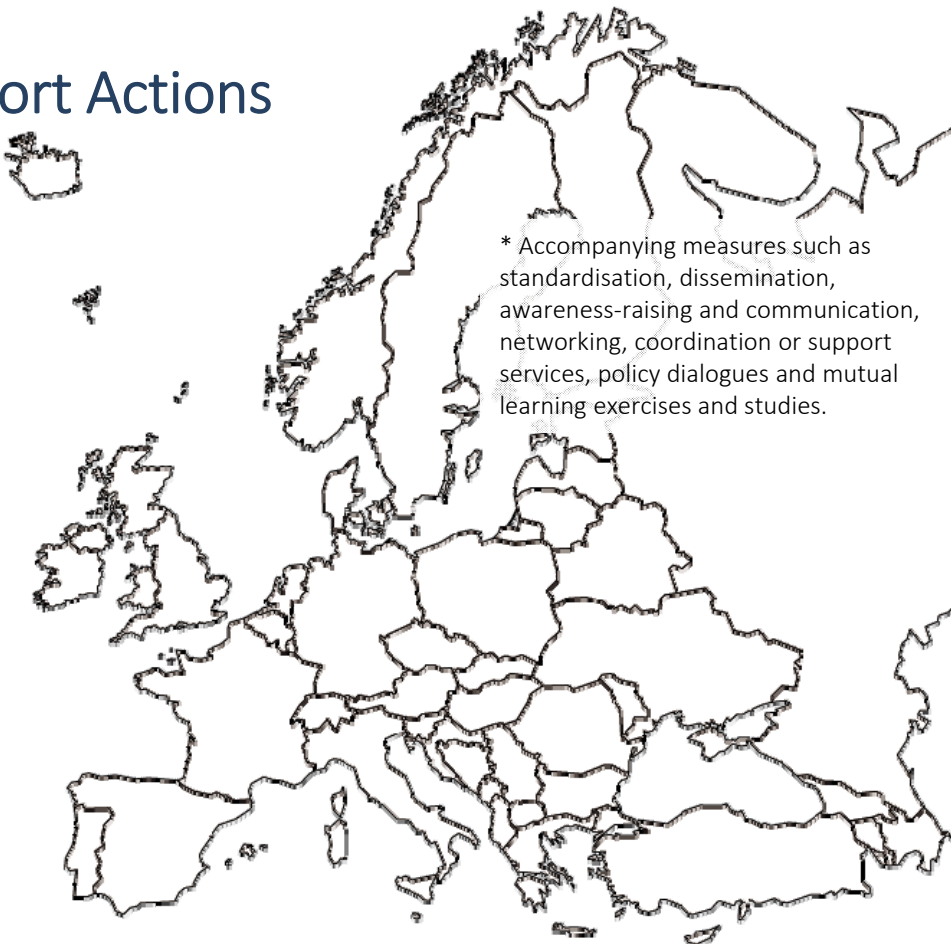 ort Actions
* Accompanying measures such as
standardisation, dissemination,
awareness-raising and communication,
networking, coordination or support
services, policy dialogues and mutual
learning exercises and studies.